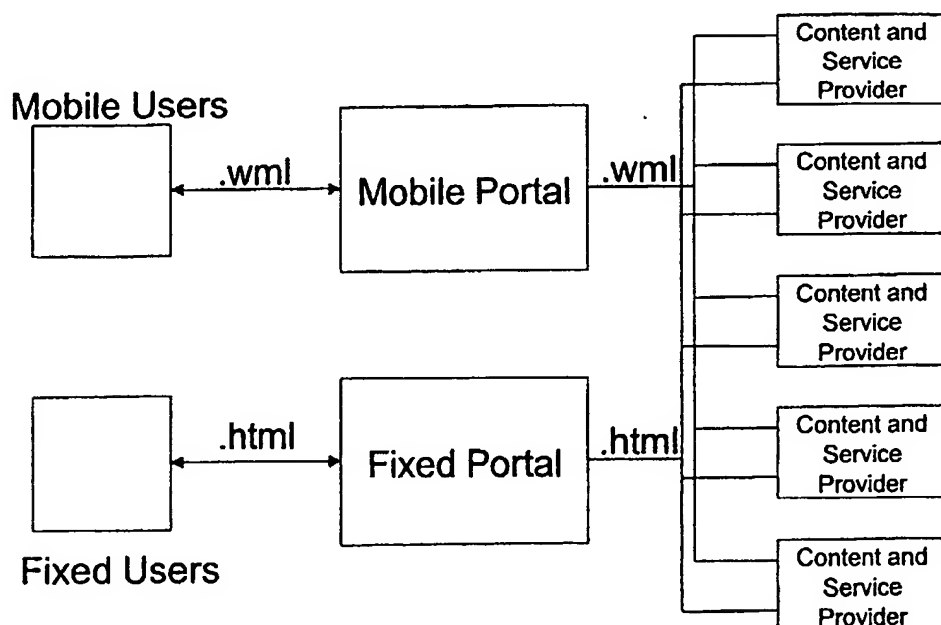 Mobile Users
.wml
Mobile Portal
.wml
Fixed Users
.html
Fixed Portal
.html
Content and
Service
Provider
Content and
Service
Provider
Content and
Service
Provider
Content and
Service
Provider
Content and
Service
Provider